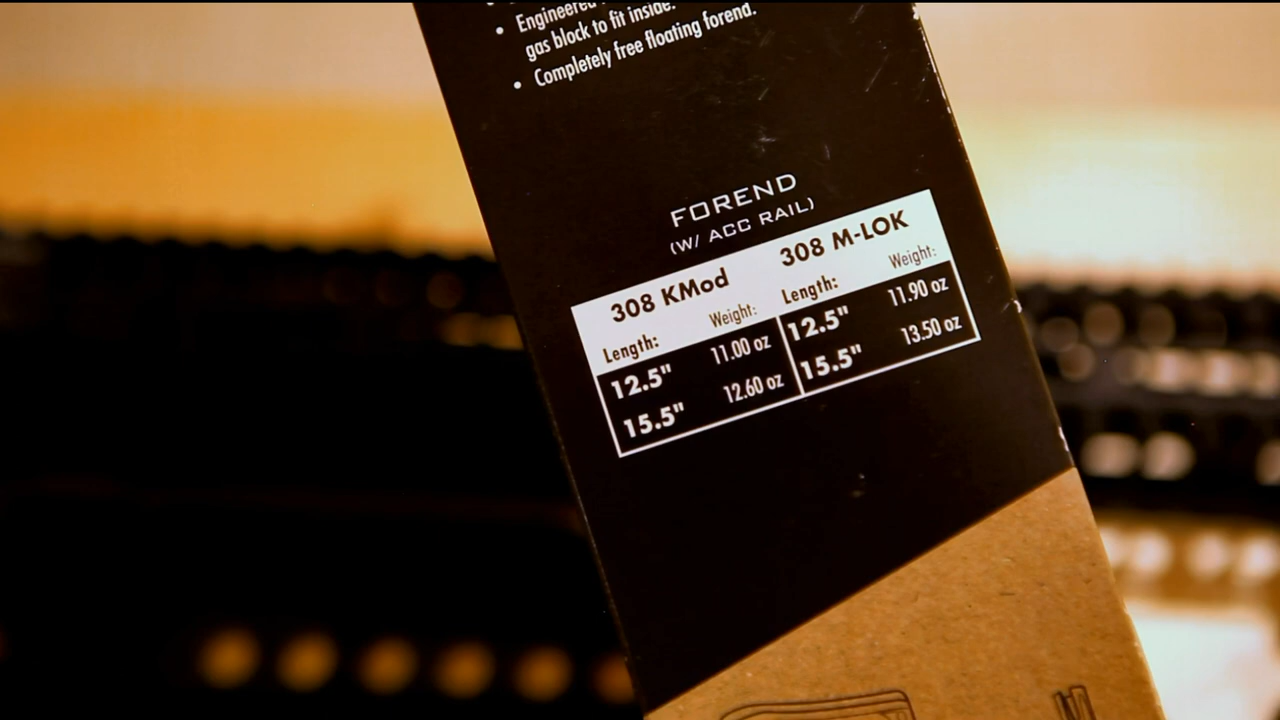 • Engineered
gas block to fit inside.
• Completely free floating forend.
FOREND
(W/ ACC RAIL)
308 KMod 308 M-LOK
Length: Weight: Length: Weight:
12.5" 11.00 oz 12.5" 11.90 oz
15.5" 12.60 oz 15.5" 13.50 oz